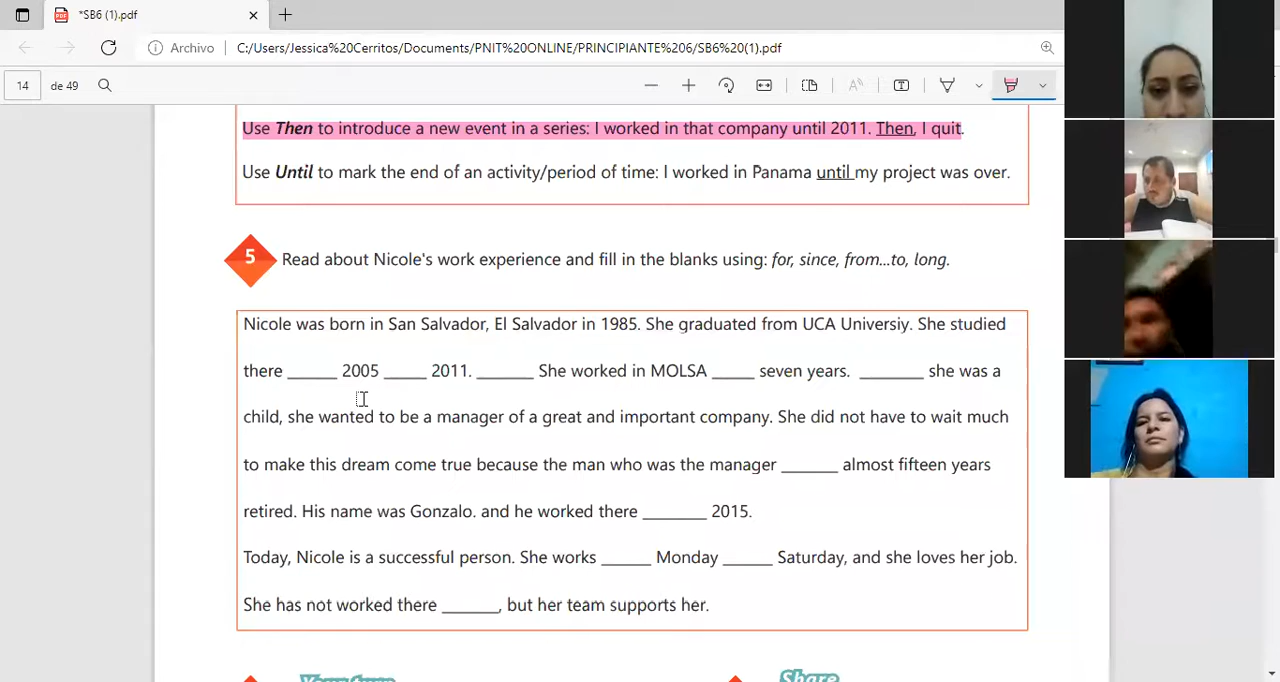 *SB6 (1).pdf
Archivo
C:/Users/Jessica%20Cerritos/Documents/PNIT%20ONLINE/PRINCIPIANTE%206/SB6%20(1).pdf
14 de 49
Use Then to introduce a new event in a series: I worked in that company until 2011. Then, I quit.
Use Until to mark the end of an activity/period of time: I worked in Panama until my project was over.
5 Read about Nicole's work experience and fill in the blanks using: for, since, from...to, long.
Nicole was born in San Salvador, El Salvador in 1985. She graduated from UCA Universiy. She studied
there ______ 2005 _____ 2011. _______ She worked in MOLSA _____ seven years. ________ she was a
child, she wanted to be a manager of a great and important company. She did not have to wait much
to make this dream come true because the man who was the manager _______ almost fifteen years
retired. His name was Gonzalo. and he worked there ________ 2015.
Today, Nicole is a successful person. She works ______ Monday ______ Saturday, and she loves her job.
She has not worked there _______, but her team supports her.
Your turn
Share